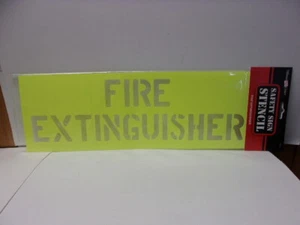 FIRE
EXTINGUISHER
SAFETY SIGN
STENCIL